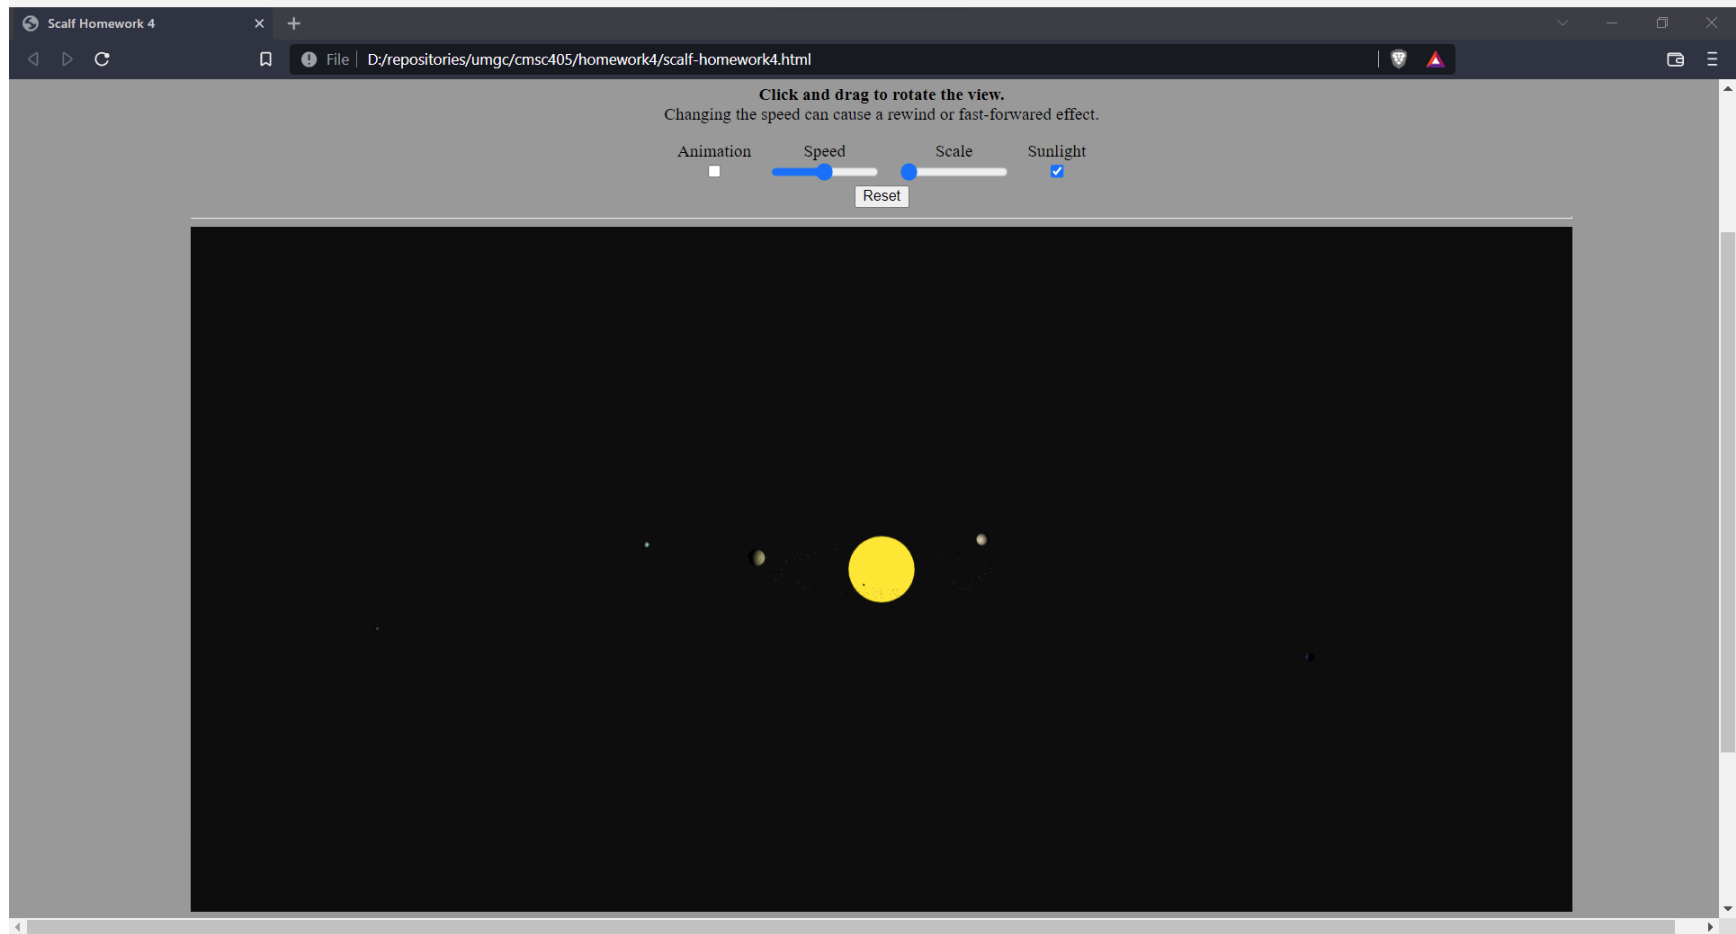 Scalf Homework 4
File D:/repositories/umgc/cmsc405/homework4/scalf-homework4.html
Click and drag to rotate the view.
Changing the speed can cause a rewind or fast-forwared effect.
Animation Speed Scale Sunlight
Reset